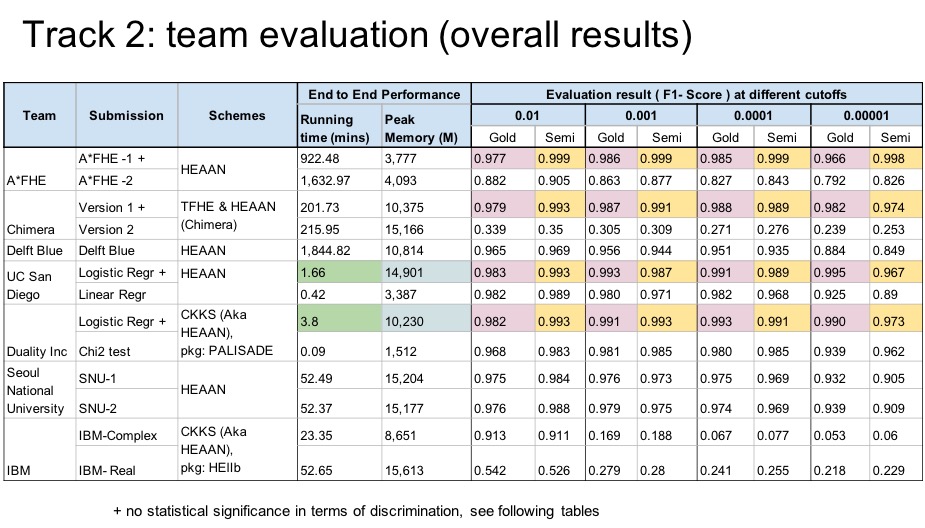 Track 2: team evaluation (overall results)
End to End Performance Evaluation result ( F1- Score ) at different cutoffs
Team Submission Schemes Running time (mins) Peak Memory (M) 0.01 0.001 0.0001 0.00001
Gold Semi Gold Semi Gold Semi Gold Semi
A*FHE A*FHE -1 + HEAAN 922.48 3,777 0.977 0.999 0.986 0.999 0.985 0.999 0.966 0.998
A*FHE -2 1,632.97 4,093 0.882 0.905 0.863 0.877 0.827 0.843 0.792 0.826
Chimera Version 1 + TFHE & HEAAN (Chimera) 201.73 10,375 0.979 0.993 0.987 0.991 0.988 0.989 0.982 0.974
Version 2 215.95 15,166 0.339 0.35 0.305 0.309 0.271 0.276 0.239 0.253
Delft Blue Delft Blue HEAAN 1,844.82 10,814 0.965 0.969 0.956 0.944 0.951 0.935 0.884 0.849
UC San Diego Logistic Regr + HEAAN 1.66 14,901 0.983 0.993 0.993 0.987 0.991 0.989 0.995 0.967
Linear Regr 0.42 3,387 0.982 0.989 0.980 0.971 0.982 0.968 0.925 0.89
Duality Inc Logistic Regr + CKKS (Aka HEAAN), pkg: PALISADE 3.8 10,230 0.982 0.993 0.991 0.993 0.993 0.991 0.990 0.973
Chi2 test 0.09 1,512 0.968 0.983 0.981 0.985 0.980 0.985 0.939 0.962
Seoul National University SNU-1 HEAAN 52.49 15,204 0.975 0.984 0.976 0.973 0.975 0.969 0.932 0.905
SNU-2 52.37 15,177 0.976 0.988 0.979 0.975 0.974 0.969 0.939 0.909
IBM IBM-Complex CKKS (Aka HEAAN), pkg: HEllb 23.35 8,651 0.913 0.911 0.169 0.188 0.067 0.077 0.053 0.06
IBM- Real 52.65 15,613 0.542 0.526 0.279 0.28 0.241 0.255 0.218 0.229
+ no statistical significance in terms of discrimination, see following tables